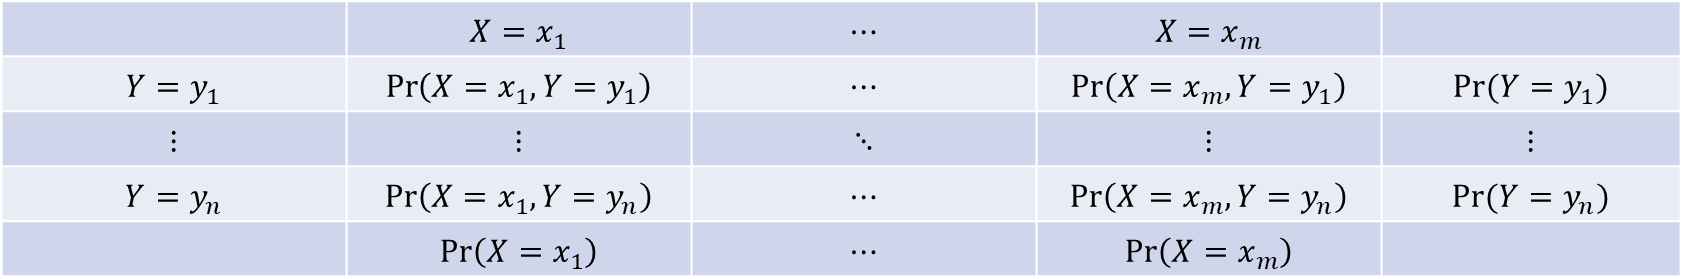 X = x₁ ⋯ X = xₘ
Y = y₁ Pr(X = x₁, Y = y₁) ⋯ Pr(X = xₘ, Y = y₁) Pr(Y = y₁)
⋮ ⋮ ⋱ ⋮ ⋮
Y = yₙ Pr(X = x₁, Y = yₙ) ⋯ Pr(X = xₘ, Y = yₙ) Pr(Y = yₙ)
Pr(X = x₁) ⋯ Pr(X = xₘ)